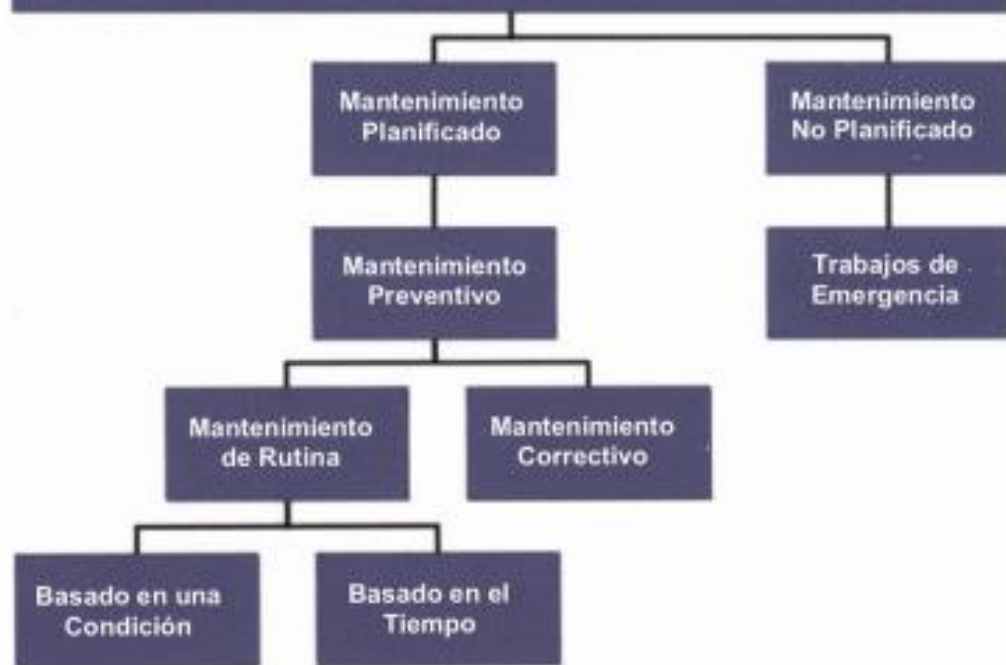 Mantenimiento
Planificado
Mantenimiento
No Planificado
Mantenimiento
Preventivo
Trabajos de
Emergencia
Mantenimiento
de Rutina
Mantenimiento
Correctivo
Basado en una
Condición
Basado en el
Tiempo